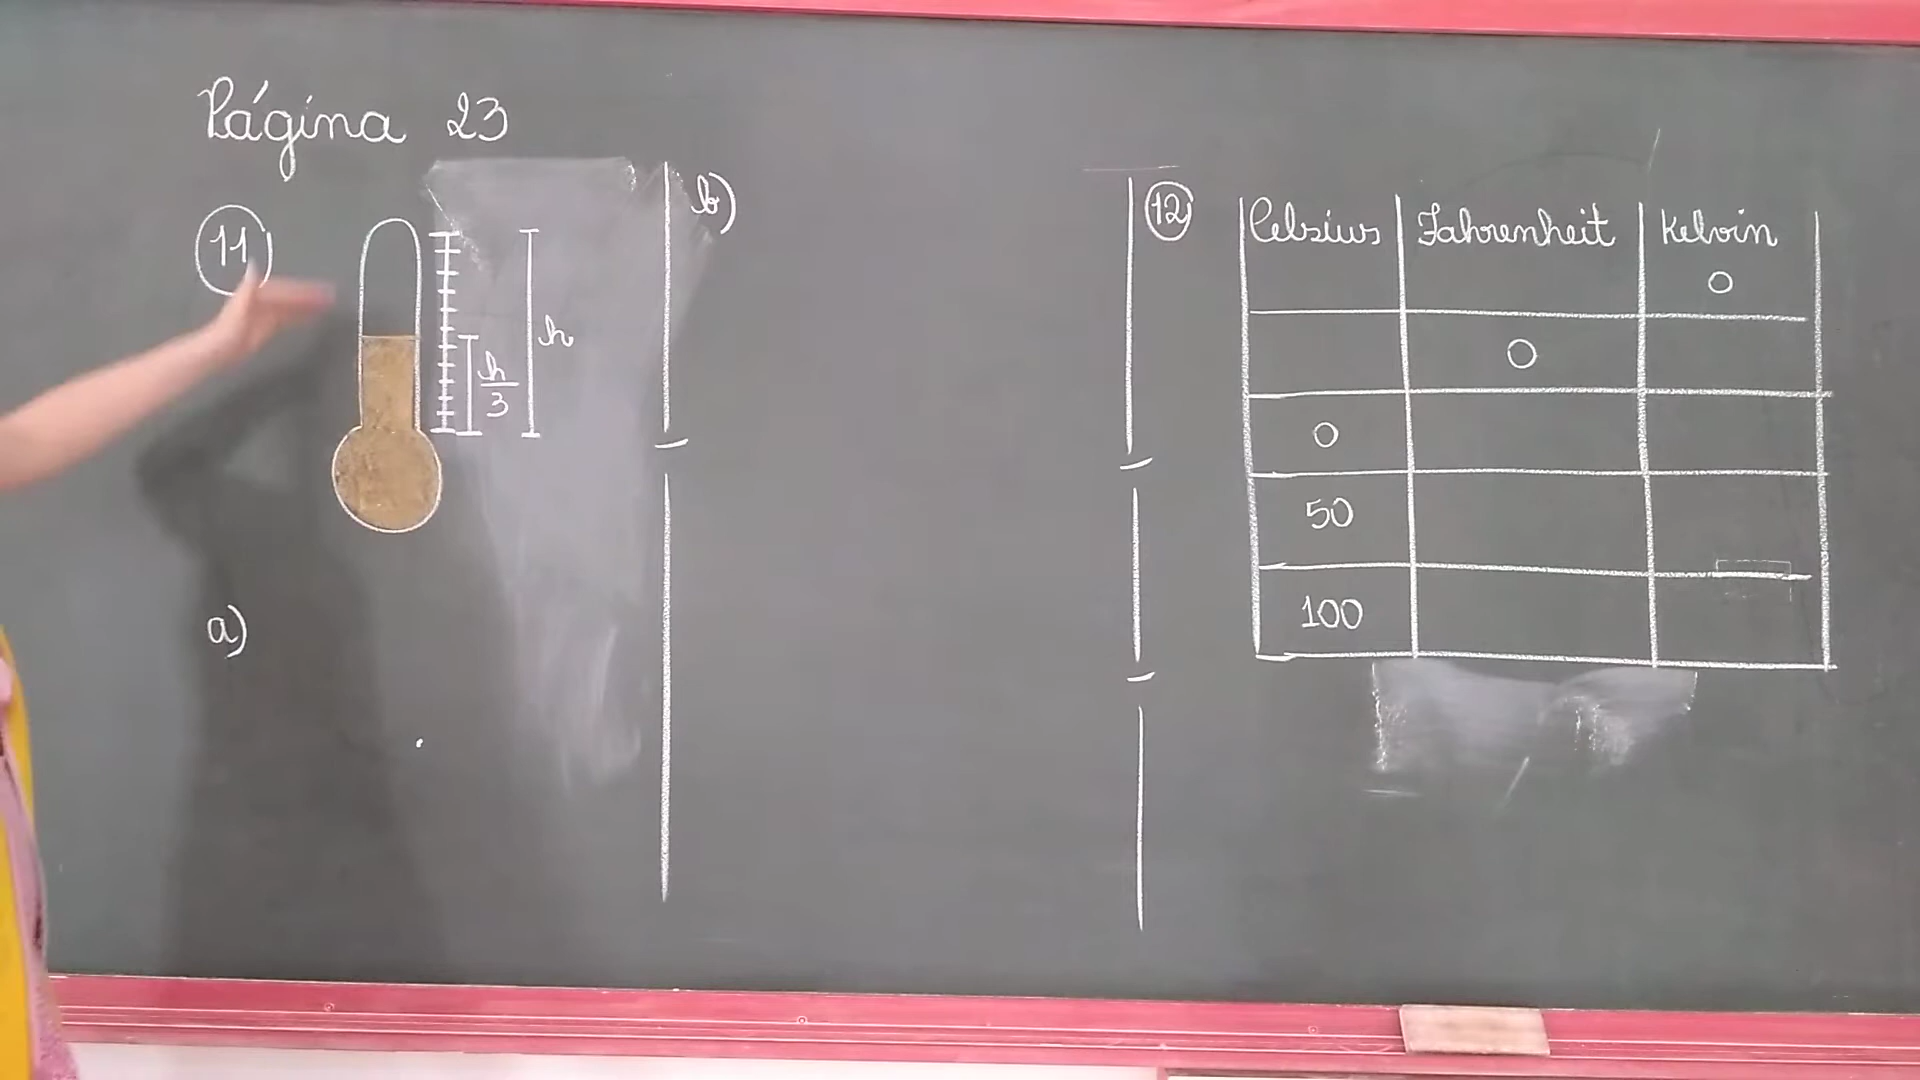 Página 23
11
h
h
3
a)
b)
12
Celsius Fahrenheit Kelvin
0
0
0
50
100